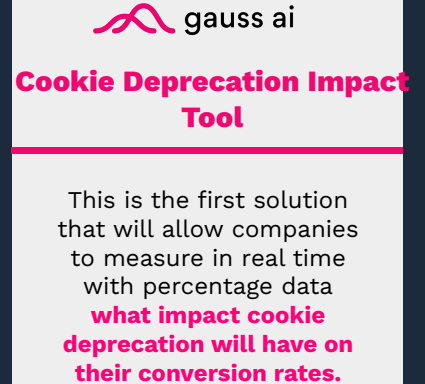 gauss ai
Cookie Deprecation Impact
Tool
This is the first solution
that will allow companies
to measure in real time
with percentage data
what impact cookie
deprecation will have on
their conversion rates.